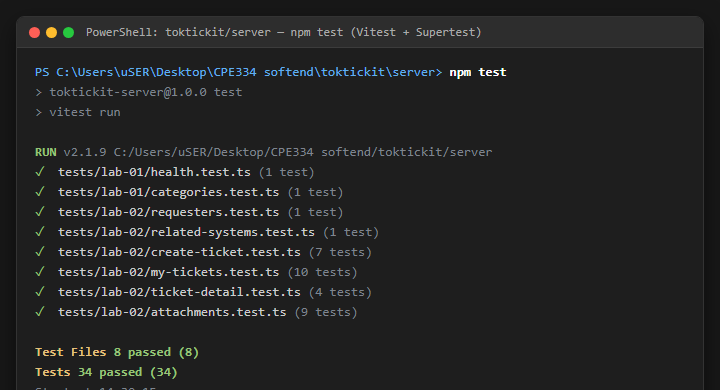 PowerShell: toktickit/server — npm test (Vitest + Supertest)
PS C:\Users\uSER\Desktop\CPE334 softend\toktickit\server> npm test
> toktickit-server@1.0.0 test
> vitest run
RUN v2.1.9 C:/Users/uSER/Desktop/CPE334 softend/toktickit/server
✓ tests/lab-01/health.test.ts (1 test)
✓ tests/lab-01/categories.test.ts (1 test)
✓ tests/lab-02/requesters.test.ts (1 test)
✓ tests/lab-02/related-systems.test.ts (1 test)
✓ tests/lab-02/create-ticket.test.ts (7 tests)
✓ tests/lab-02/my-tickets.test.ts (10 tests)
✓ tests/lab-02/ticket-detail.test.ts (4 tests)
✓ tests/lab-02/attachments.test.ts (9 tests)
Test Files 8 passed (8)
Tests 34 passed (34)